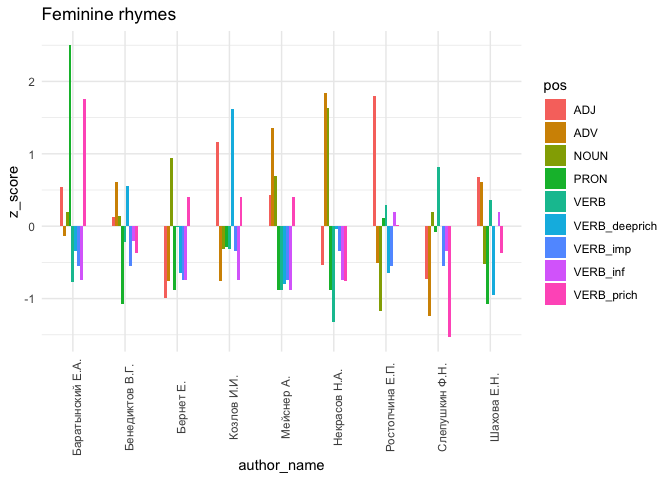 Feminine rhymes
z_score
2
1
0
-1
Баратынский Е.А.
Бенедиктов В.Г.
Бернет Е.
Козлов И.И.
Мейснер А.
Некрасов Н.А.
Ростопчина Е.П.
Слепушкин Ф.Н.
Шахова Е.Н.
author_name
pos
ADJ
ADV
NOUN
PRON
VERB
VERB_deeprich
VERB_imp
VERB_inf
VERB_prich